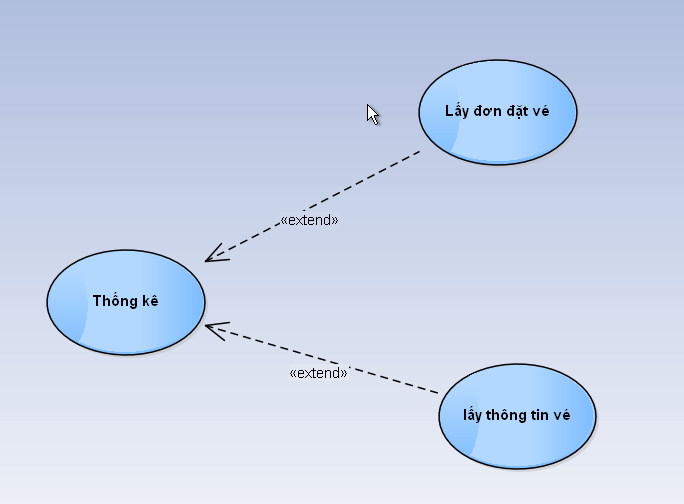 Lấy đơn đặt vé
«extend»
Thống kê
«extend»
lấy thông tin vé